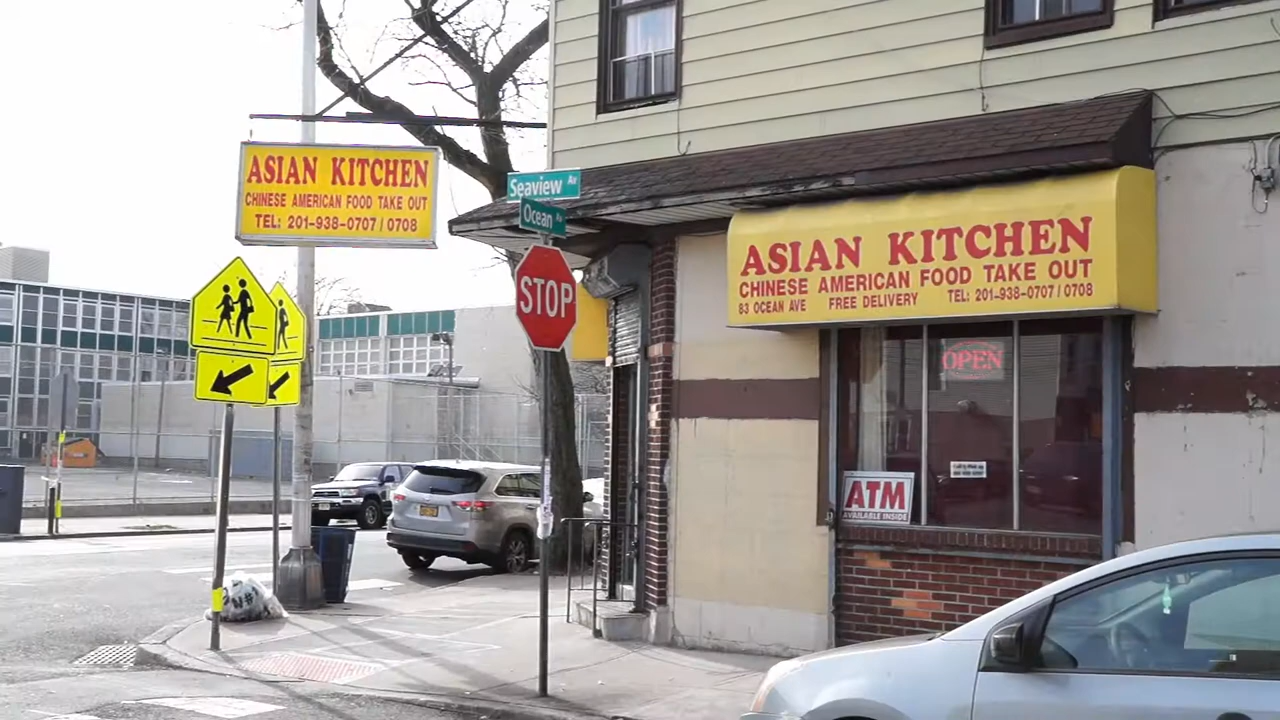 ASIAN KITCHEN
CHINESE AMERICAN FOOD TAKE OUT
TEL: 201-938-0707 / 0708
Seaview Av
Ocean Av
STOP
ASIAN KITCHEN
CHINESE AMERICAN FOOD TAKE OUT
83 OCEAN AVE FREE DELIVERY TEL: 201-938-0707 / 0708
OPEN
ATM
AVAILABLE INSIDE